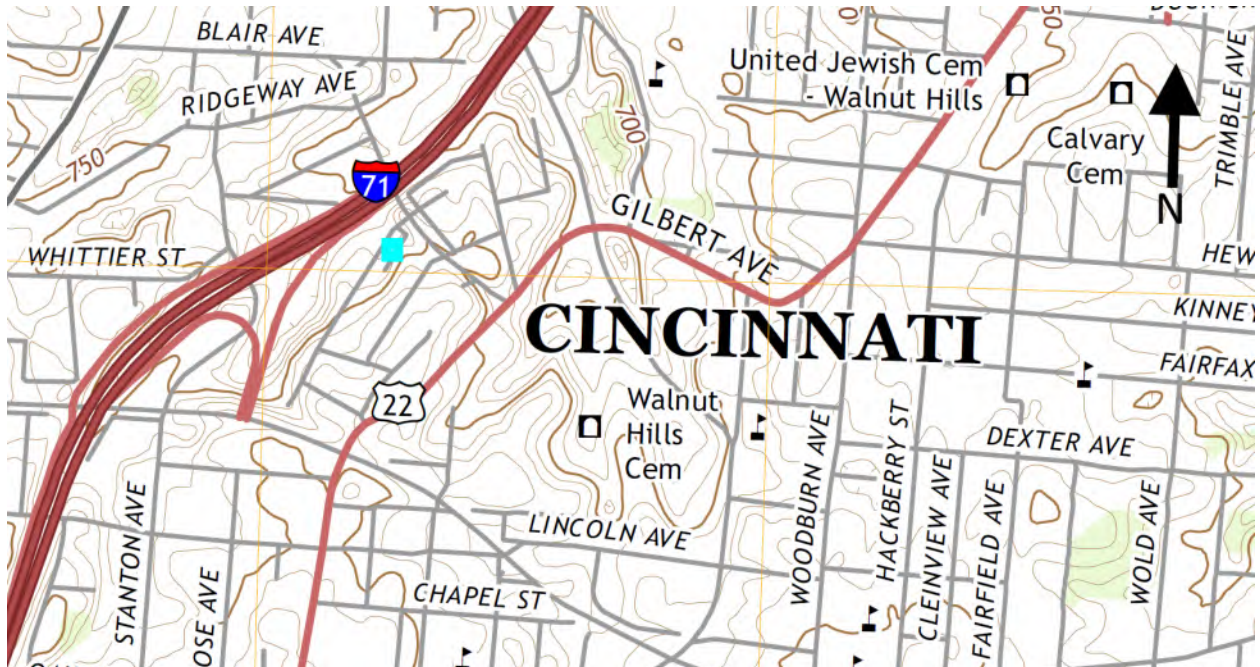 BLAIR AVE
RIDGEWAY AVE
750
71
WHITTIER ST
700
United Jewish Cem
- Walnut Hills
50
Calvary
Cem
TRIMBLE AVE
N
GILBERT AVE
HEW
CINCINNATI
KINNEY
FAIRFAX
22
Walnut
Hills
Cem
WOODBURN AVE
HACKBERRY ST
DEXTER AVE
CLEINVIEW AVE
FAIRFIELD AVE
WOLD AVE
LINCOLN AVE
STANTON AVE
OSE AVE
CHAPEL ST